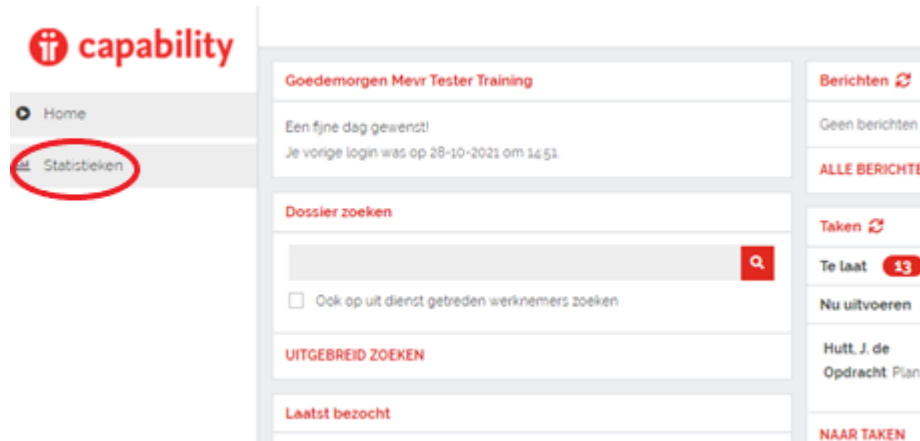 capability
Home
Statistieken
Goedemorgen Mevr Tester Training
Een fijne dag gewenst!
Je vorige login was op 28-10-2021 om 14:51
Dossier zoeken
Ook op uit dienst getreden werknemers zoeken
UITGEBREID ZOEKEN
Laatst bezocht
Berichten
Geen berichten
ALLE BERICHTE
Taken
Te laat 13
Nu uitvoeren
Hutt, J. de
Opdracht Plan
NAAR TAKEN